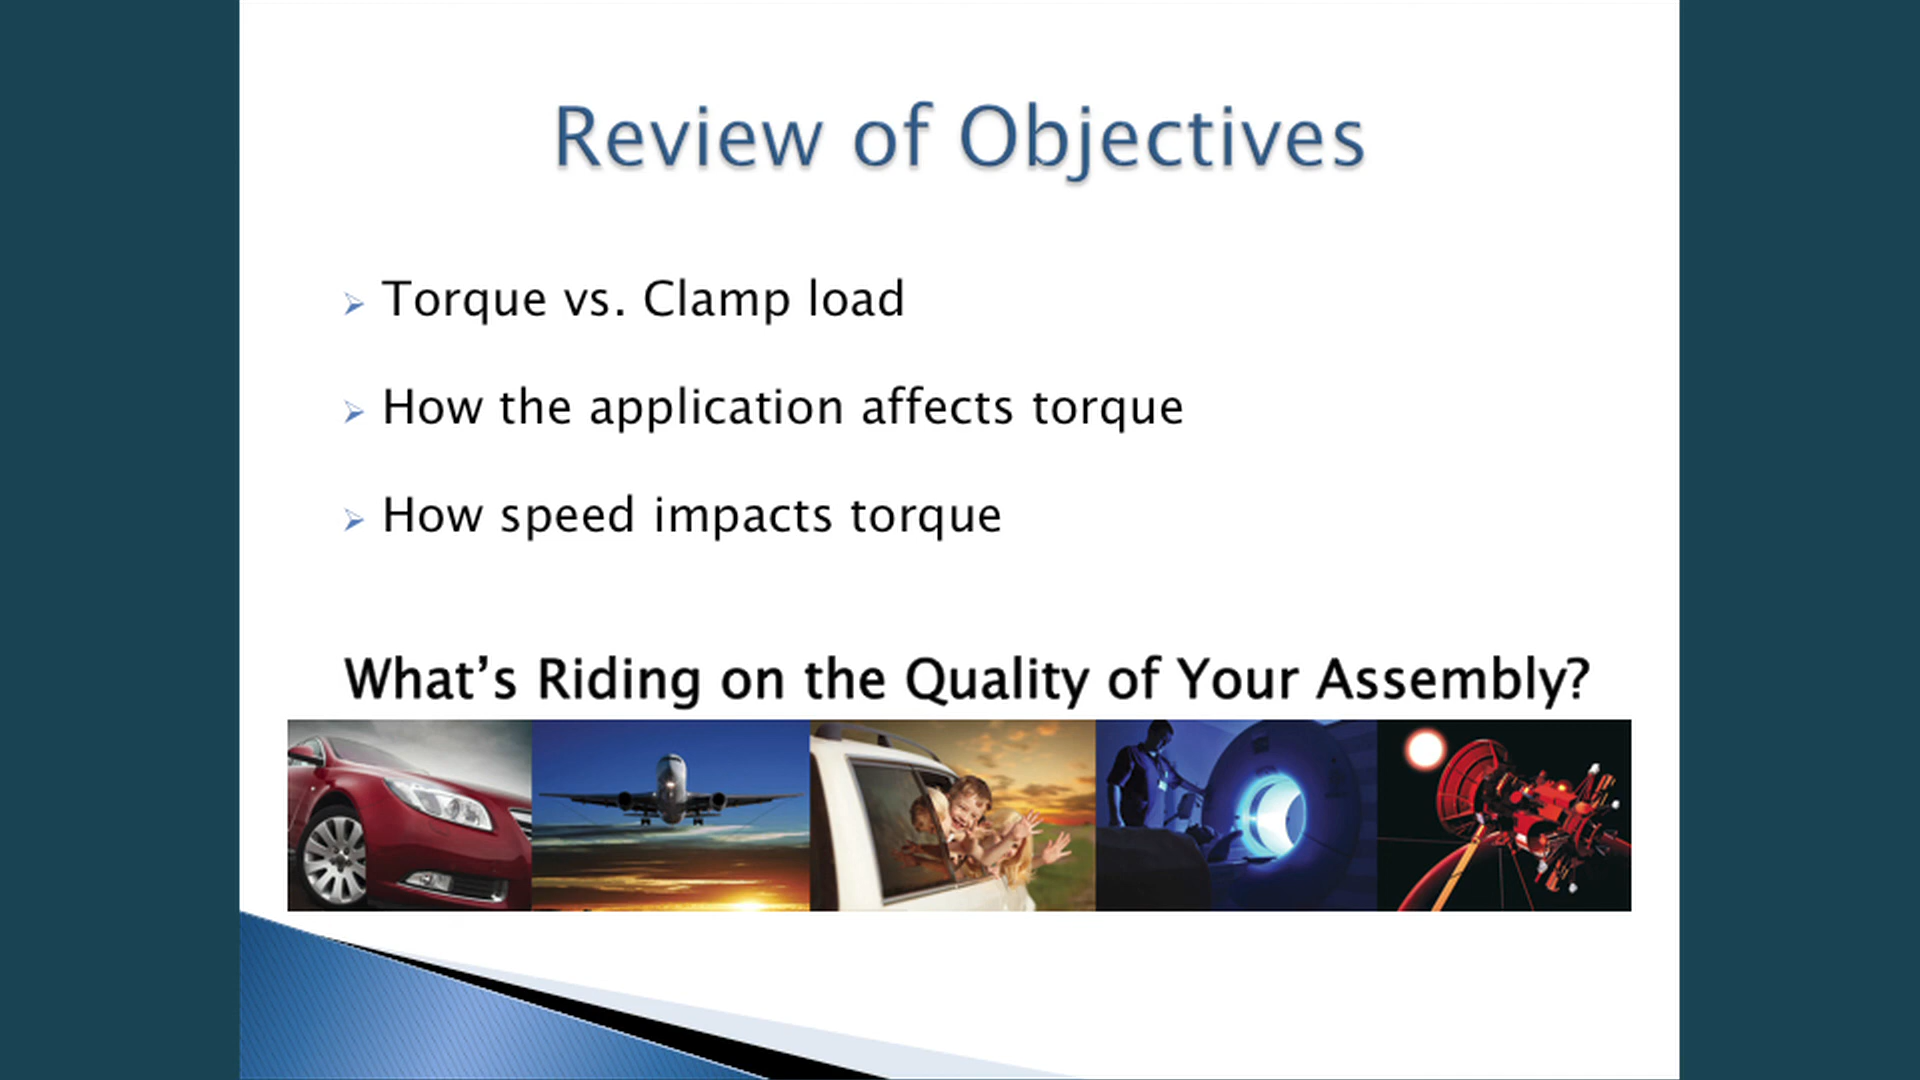 Review of Objectives
Torque vs. Clamp load
How the application affects torque
How speed impacts torque
What’s Riding on the Quality of Your Assembly?